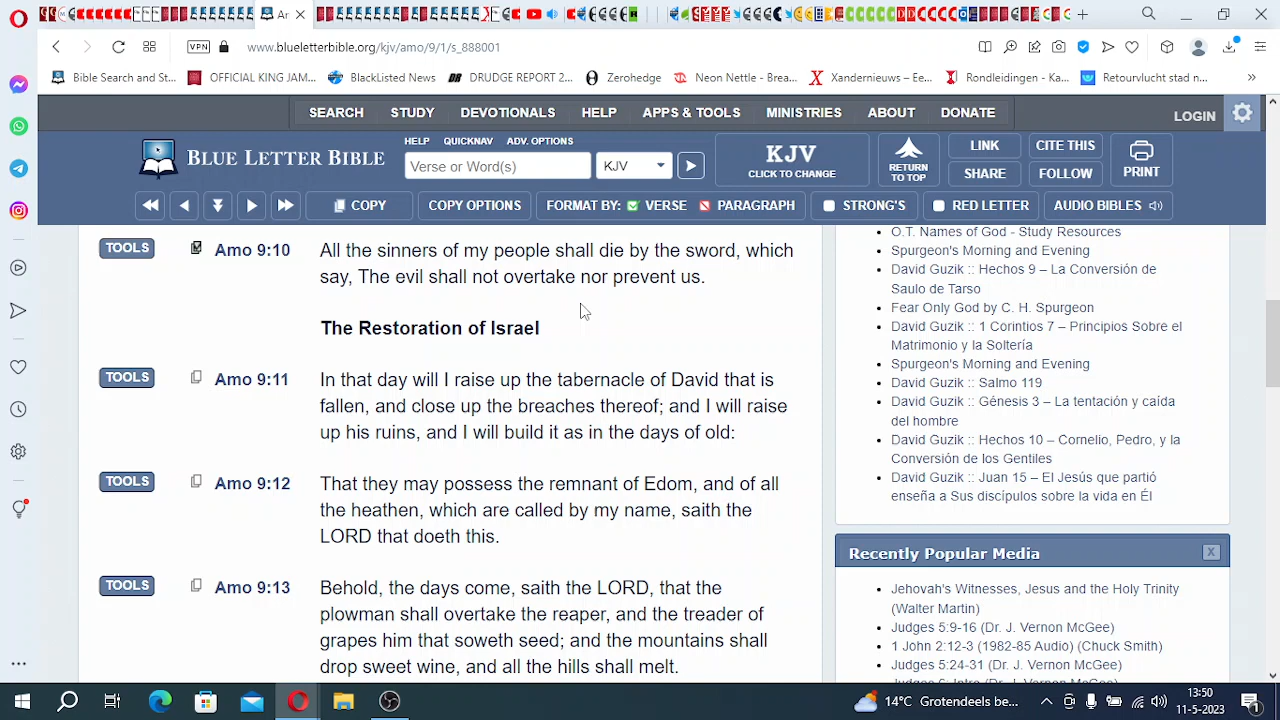 Ar
www.blueletterbible.org/kjv/amo/9/1/s_888001
VPN
Bible Search and St...
OFFICIAL KING JAM...
BlackListed News
DRUDGE REPORT 2...
Zerohedge
Neon Nettle - Brea...
Xandernieuws – Ee...
Rondleidingen - Ka...
Retourvlucht stad n...
SEARCH STUDY DEVOTIONALS HELP APPS & TOOLS MINISTRIES ABOUT DONATE
LOGIN
BLUE LETTER BIBLE
HELP QUICKNAV ADV. OPTIONS
Verse or Word(s)
KJV
KJV
CLICK TO CHANGE
RETURN
TO TOP
LINK
CITE THIS
SHARE
FOLLOW
PRINT
COPY
COPY OPTIONS
FORMAT BY: VERSE PARAGRAPH
STRONG'S
RED LETTER
AUDIO BIBLES
TOOLS
Amo 9:10
All the sinners of my people shall die by the sword, which
say, The evil shall not overtake nor prevent us.
The Restoration of Israel
TOOLS
Amo 9:11
In that day will I raise up the tabernacle of David that is
fallen, and close up the breaches thereof; and I will raise
up his ruins, and I will build it as in the days of old:
TOOLS
Amo 9:12
That they may possess the remnant of Edom, and of all
the heathen, which are called by my name, saith the
LORD that doeth this.
TOOLS
Amo 9:13
Behold, the days come, saith the LORD, that the
plowman shall overtake the reaper, and the treader of
grapes him that soweth seed; and the mountains shall
drop sweet wine, and all the hills shall melt.
O.T. Names of God - Study Resources
Spurgeon's Morning and Evening
David Guzik :: Hechos 9 – La Conversión de
Saulo de Tarso
Fear Only God by C. H. Spurgeon
David Guzik :: 1 Corintios 7 – Principios Sobre el
Matrimonio y la Soltería
Spurgeon's Morning and Evening
David Guzik :: Salmo 119
David Guzik :: Génesis 3 – La tentación y caída
del hombre
David Guzik :: Hechos 10 – Cornelio, Pedro, y la
Conversión de los Gentiles
David Guzik :: Juan 15 – El Jesús que partió
enseña a Sus discípulos sobre la vida en Él
Recently Popular Media
X
Jehovah's Witnesses, Jesus and the Holy Trinity
(Walter Martin)
Judges 5:9-16 (Dr. J. Vernon McGee)
1 John 2:12-3 (1982-85 Audio) (Chuck Smith)
Judges 5:24-31 (Dr. J. Vernon McGee)
14°C Grotendeels be...
13:50
11-5-2023